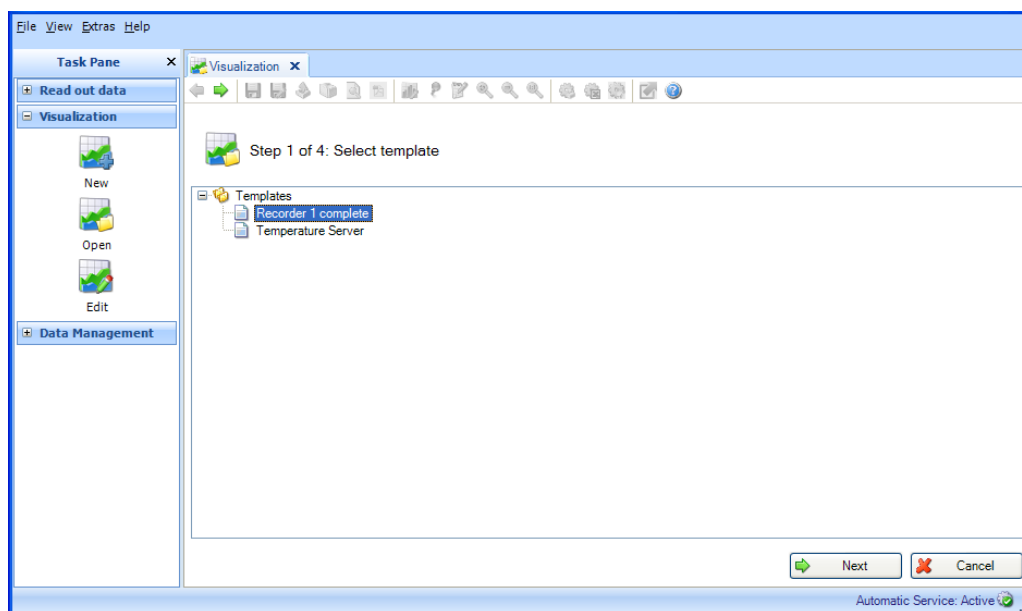 File View Extras Help
Task Pane
Visualization
Read out data
Visualization
New
Open
Edit
Data Management
Step 1 of 4: Select template
Templates
Recorder 1 complete
Temperature Server
Next
Cancel
Automatic Service: Active